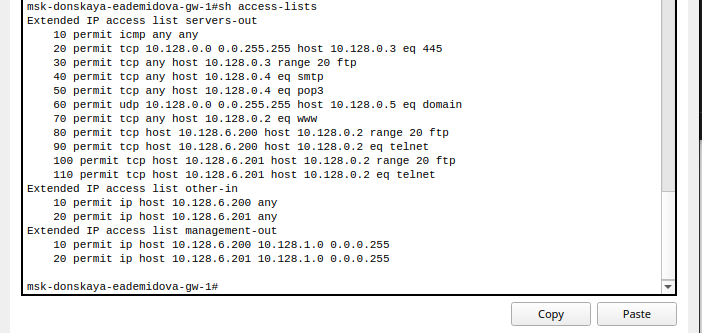 msk-donskaya-eademidova-gw-1#sh access-lists
Extended IP access list servers-out
10 permit icmp any any
20 permit tcp 10.128.0.0 0.0.255.255 host 10.128.0.3 eq 445
30 permit tcp any host 10.128.0.3 range 20 ftp
40 permit tcp any host 10.128.0.4 eq smtp
50 permit tcp any host 10.128.0.4 eq pop3
60 permit udp 10.128.0.0 0.0.255.255 host 10.128.0.5 eq domain
70 permit tcp any host 10.128.0.2 eq www
80 permit tcp host 10.128.6.200 host 10.128.0.2 range 20 ftp
90 permit tcp host 10.128.6.200 host 10.128.0.2 eq telnet
100 permit tcp host 10.128.6.201 host 10.128.0.2 range 20 ftp
110 permit tcp host 10.128.6.201 host 10.128.0.2 eq telnet
Extended IP access list other-in
10 permit ip host 10.128.6.200 any
20 permit ip host 10.128.6.201 any
Extended IP access list management-out
10 permit ip host 10.128.6.200 10.128.1.0 0.0.0.255
20 permit ip host 10.128.6.201 10.128.1.0 0.0.0.255
msk-donskaya-eademidova-gw-1#
Copy
Paste